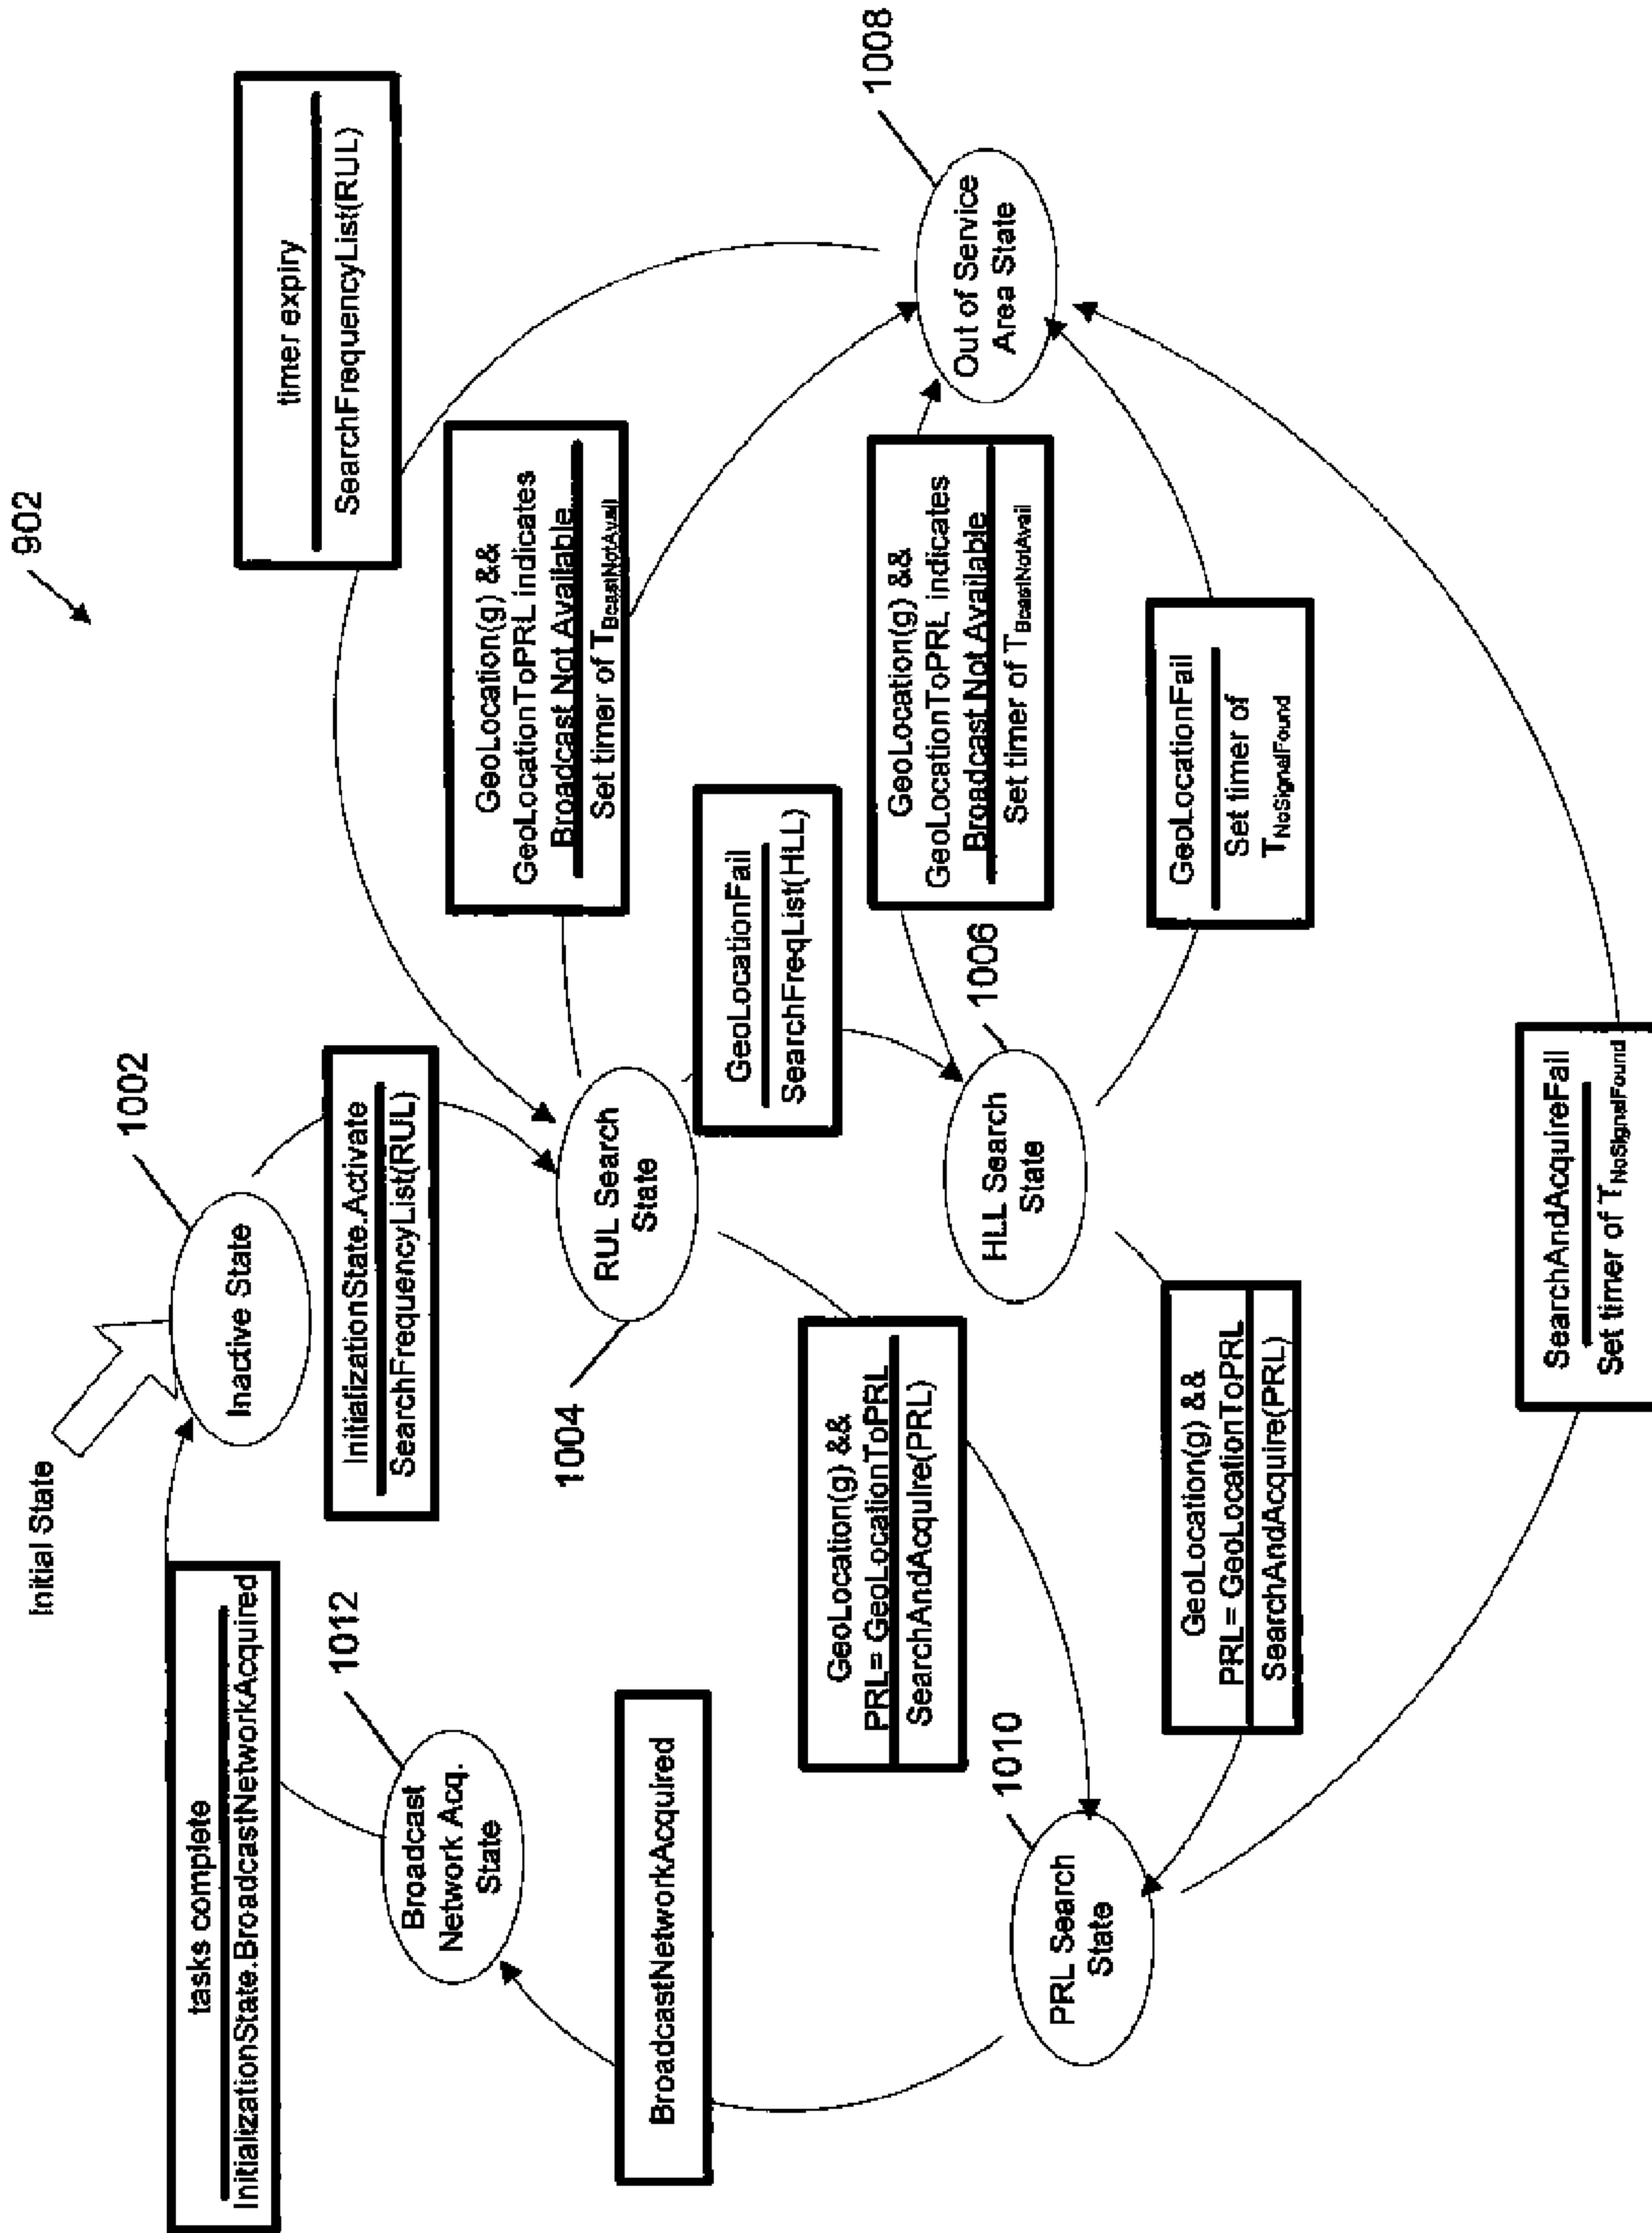 902
Initial State
tasks complete
InitializationState.BroadcastNetworkAcquired
Inactive State
1002
InitializationState.Activate
SearchFrequencyList(RUL)
timer expiry
SearchFrequencyList(RUL)
1012
Broadcast
Network Acq.
State
BroadcastNetworkAcquired
1004
RUL Search
State
GeoLocation(g) &&
GeoLocationToPRL indicates
Broadcast Not Available
Set timer of TBcastNotAvail)
GeoLocationFail
SearchFreqList(HLL)
GeoLocation(g) &&
PRL= GeoLocationToPRL
SearchAndAcquire(PRL)
1008
Out of Service
Area State
GeoLocation(g) &&
GeoLocationToPRL indicates
Broadcast Not Available
Set timer of TBcastNotAvail
1006
HLL Search
State
1010
PRL Search
State
GeoLocation(g) &&
PRL= GeoLocationToPRL
SearchAndAcquire(PRL)
GeoLocationFail
Set timer of
TNoSignalFound
SearchAndAcquireFail
Set timer of TNoSignalFound